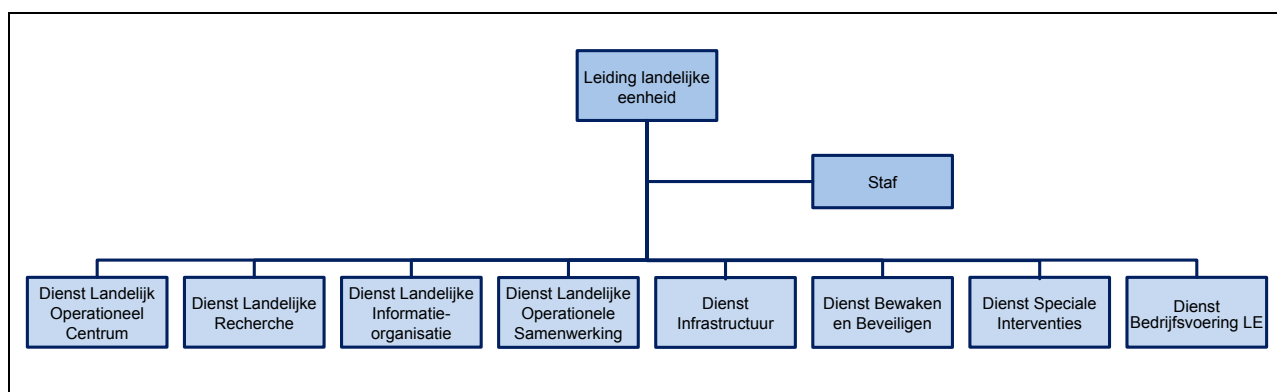 Leiding landelijke
eenheid
Staf
Dienst Landelijk
Operationeel
Centrum
Dienst Landelijke
Recherche
Dienst Landelijke
Informatie-
organisatie
Dienst Landelijke
Operationele
Samenwerking
Dienst
Infrastructuur
Dienst Bewaken
en Beveiligen
Dienst Speciale
Interventies
Dienst
Bedrijfsvoering LE